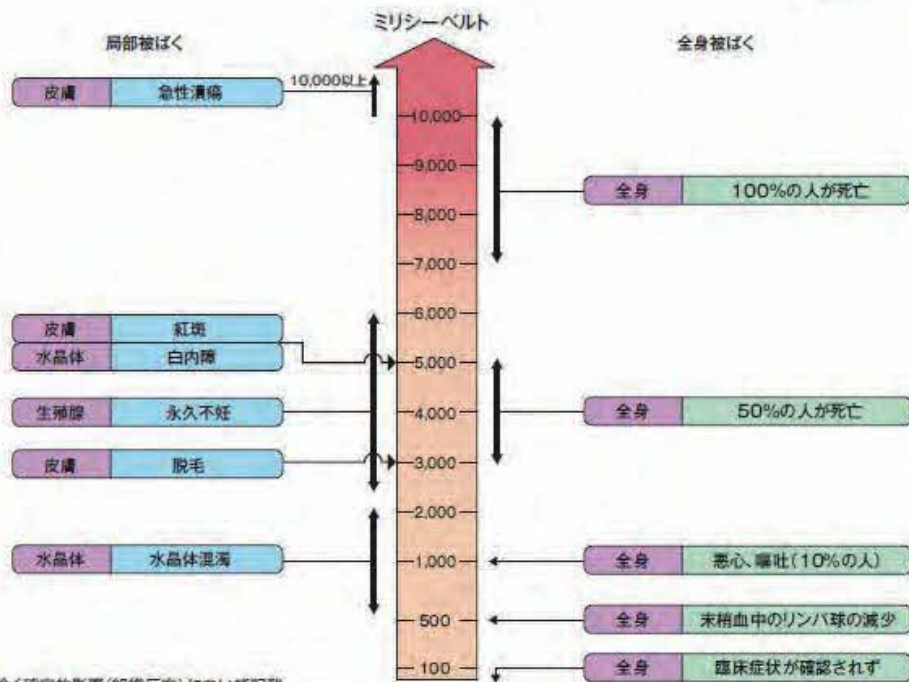 ミリシーベルト
局部被ばく
全身被ばく
皮膚 急性潰瘍
10,000以上
10,000
9,000
全身 100%の人が死亡
8,000
7,000
6,000
皮膚 紅斑
水晶体 白内障
5,000
生殖腺 永久不妊
4,000
全身 50%の人が死亡
皮膚 脱毛
3,000
2,000
水晶体 水晶体混濁
1,000
全身 悪心、嘔吐(10%の人)
500
全身 末梢血中のリンパ球の減少
100
全身 臨床症状が確認されず